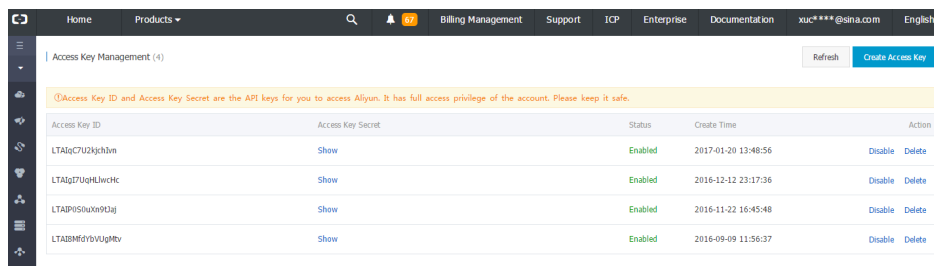 Home Products 67 Billing Management Support ICP Enterprise Documentation xuc****@sina.com English
Access Key Management (4) Refresh Create Access Key
Access Key ID and Access Key Secret are the API keys for you to access Aliyun. It has full access privilege of the account. Please keep it safe.
Access Key ID Access Key Secret Status Create Time Action
LTAIqC7U2kjchIvn Show Enabled 2017-01-20 13:48:56 Disable Delete
LTAIgI7UqHLlwcHc Show Enabled 2016-12-12 23:17:36 Disable Delete
LTAIP0S0uXn9tJaj Show Enabled 2016-11-22 16:45:48 Disable Delete
LTAI8MfdYbVUgMtv Show Enabled 2016-09-09 11:56:37 Disable Delete